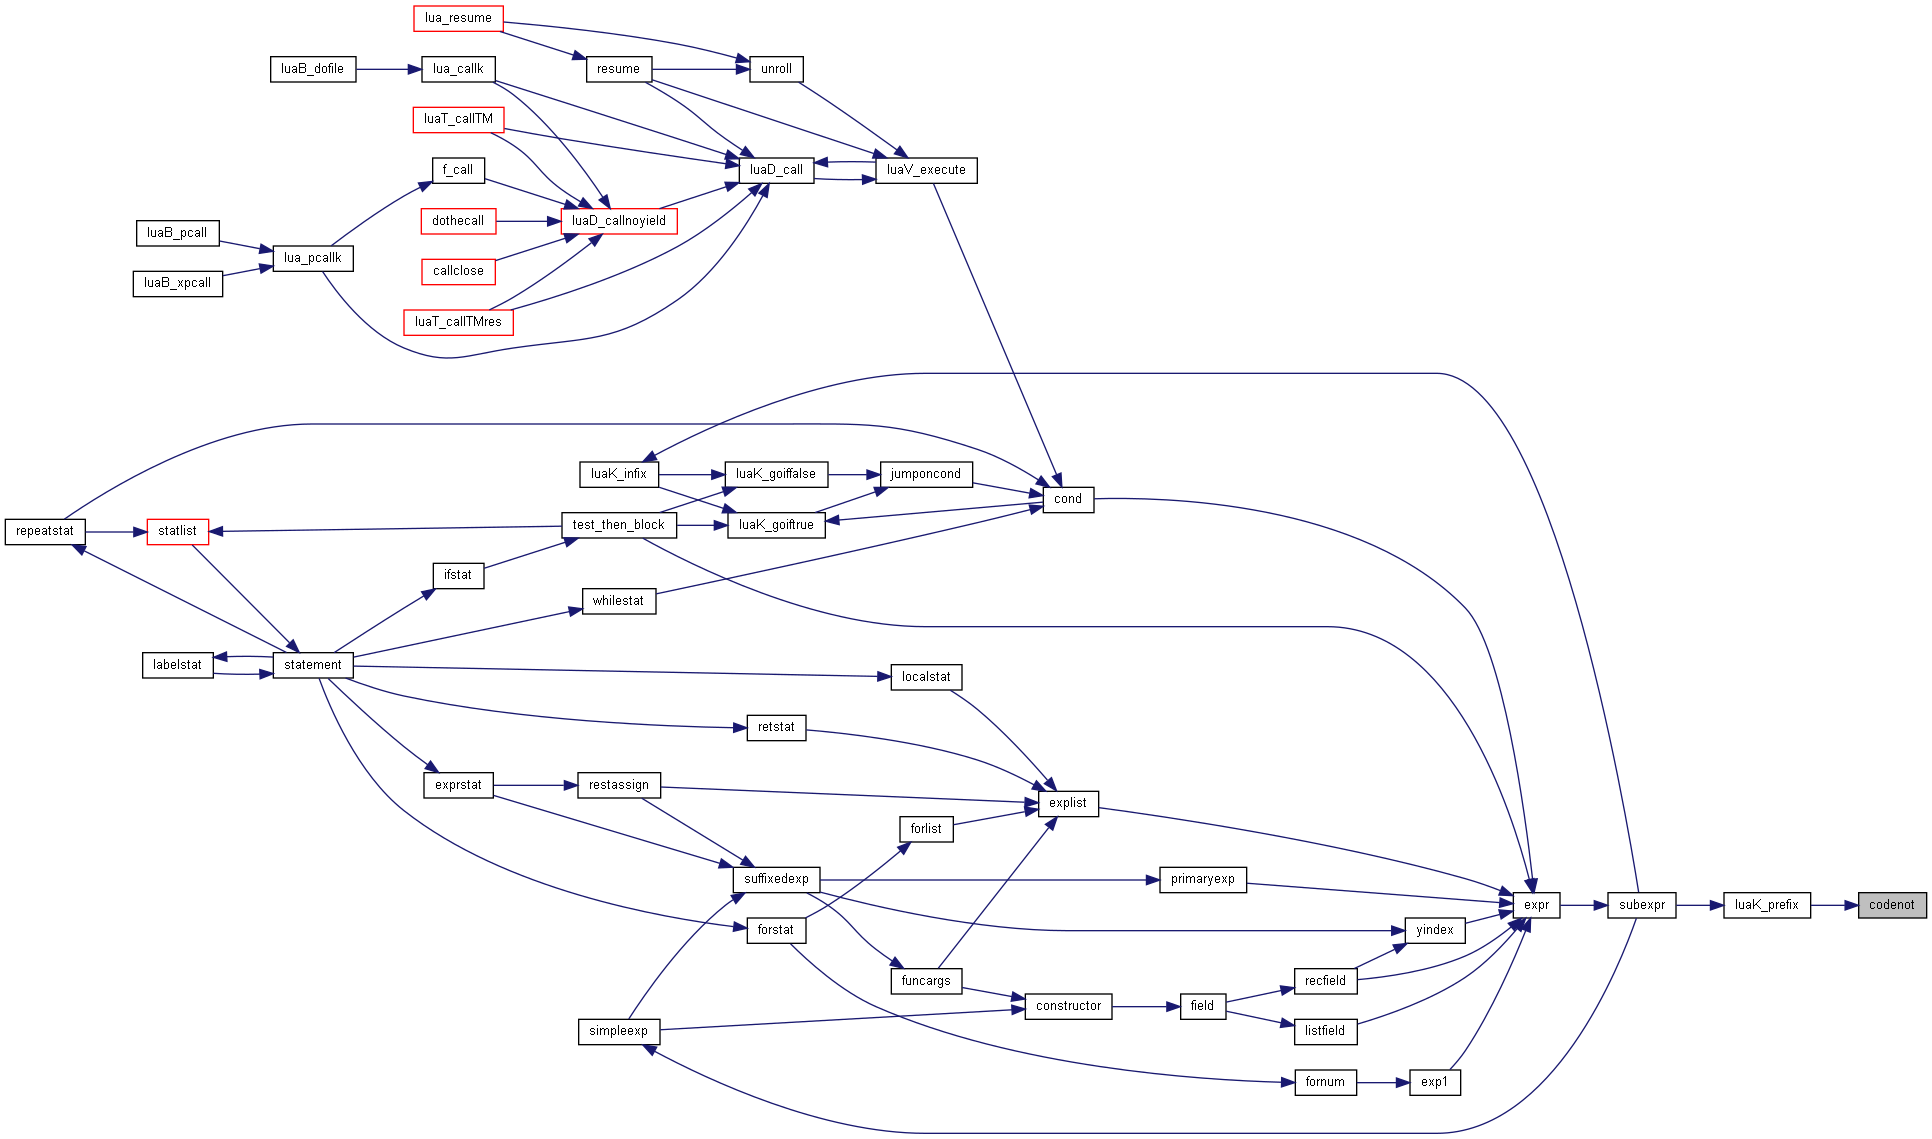 lua_resume
luaB_dofile
lua_callk
resume
unroll
luaT_callTM
f_call
luaD_call
luaV_execute
luaB_pcall
dothecall
luaD_callnoyield
lua_pcallk
luaB_xpcall
callclose
luaT_callTMres
luaK_infix
luaK_goiffalse
jumponcond
cond
repeatstat
statlist
test_then_block
luaK_goiftrue
ifstat
whilestat
labelstat
statement
localstat
retstat
exprstat
restassign
explist
forlist
suffixedexp
primaryexp
expr
subexpr
luaK_prefix
codenot
forstat
yindex
funcargs
recfield
constructor
field
simpleexp
listfield
fornum
exp1